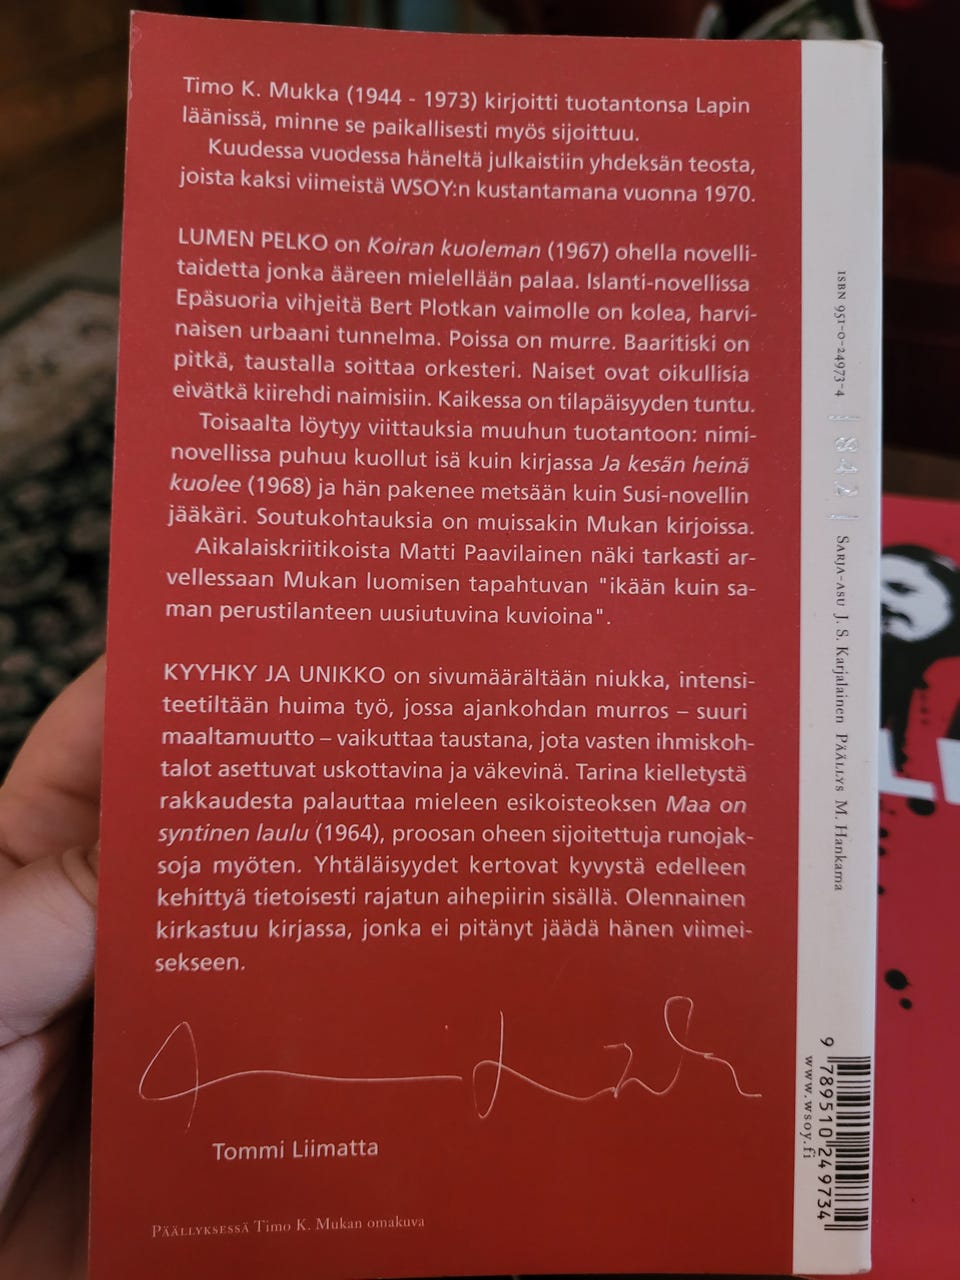 Timo K. Mukka (1944 - 1973) kirjoitti tuotantonsa Lapin
läänissä, minne se paikallisesti myös sijoittuu.
Kuudessa vuodessa häneltä julkaistiin yhdeksän teosta,
joista kaksi viimeistä WSOY:n kustantamana vuonna 1970.
LUMEN PELKO on Koiran kuoleman (1967) ohella novelli-
taidetta jonka ääreen mielellään palaa. Islanti-novellissa
Epäsuoria vihjeitä Bert Plotkan vaimolle on kolea, harvi-
naisen urbaani tunnelma. Poissa on murre. Baaritiski on
pitkä, taustalla soittaa orkesteri. Naiset ovat oikullisia
eivätkä kiirehdi naimisiin. Kaikessa on tilapäisyyden tuntu.
Toisaalta löytyy viittauksia muuhun tuotantoon: nimi-
novellissa puhuu kuollut isä kuin kirjassa Ja kesän heinä
kuolee (1968) ja hän pakenee metsään kuin Susi-novellin
jääkäri. Soutukohtauksia on muissakin Mukan kirjoissa.
Aikalaiskriitikoista Matti Paavilainen näki tarkasti ar-
vellessaan Mukan luomisen tapahtuvan "ikään kuin sa-
man perustilanteen uusiutuvina kuvioina".
KYYHKY JA UNIKKO on sivumäärältään niukka, intensi-
teetiltään huima työ, jossa ajankohdan murros – suuri
maaltamuutto – vaikuttaa taustana, jota vasten ihmiskoh-
talot asettuvat uskottavina ja väkevinä. Tarina kielletystä
rakkaudesta palauttaa mieleen esikoisteoksen Maa on
syntinen laulu (1964), proosan oheen sijoitettuja runojak-
soja myöten. Yhtäläisyydet kertovat kyvystä edelleen
kehittyä tietoisesti rajatun aihepiirin sisällä. Olennainen
kirkastuu kirjassa, jonka ei pitänyt jäädä hänen viimei-
sekseen.
Tommi Liimatta
PÄÄLLYKSESSÄ Timo K. Mukan omakuva
ISBN 951-0-24973-4
| 842 |
SARJA-ASU J. S. Karjalainen PÄÄLLYS M. Hankama
9 789510 249734
www.wsoy.fi